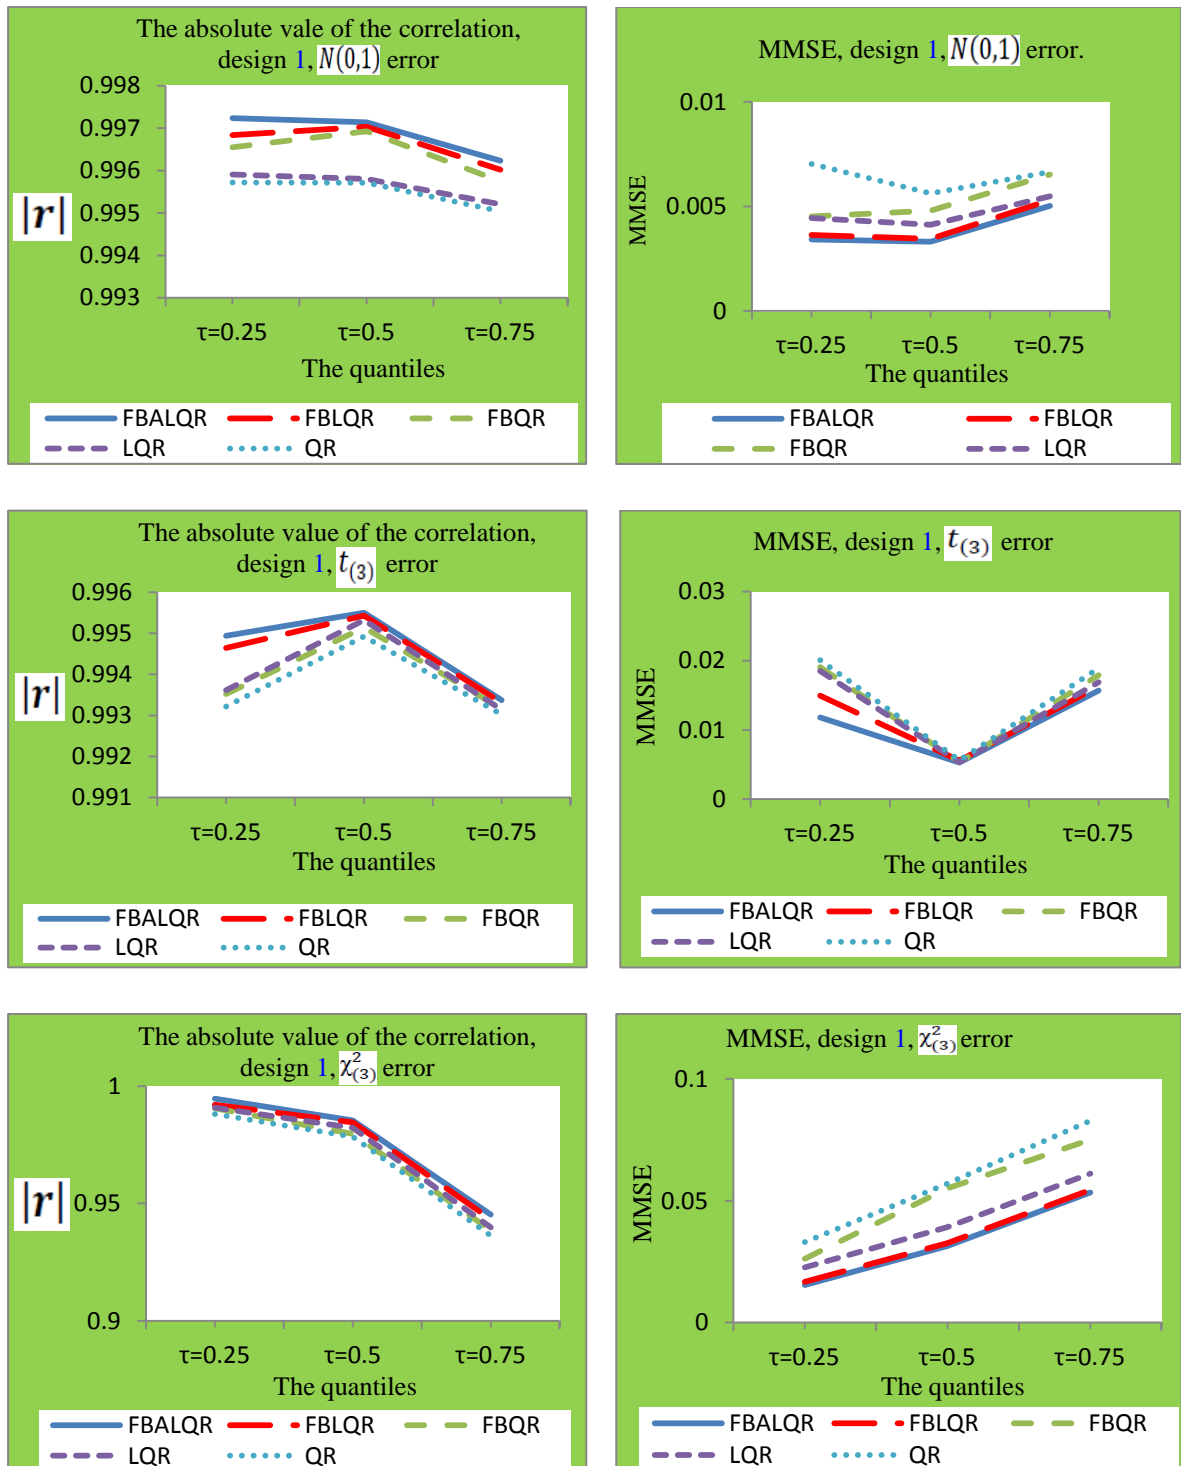 The absolute vale of the correlation,
design 1, N(0,1) error
0.998
0.997
0.996
0.995
0.994
0.993
|r|
τ=0.25 τ=0.5 τ=0.75
The quantiles
FBALQR FBLQR FBQR
LQR QR
MMSE, design 1, N(0,1) error.
0.01
0.005
0
MMSE
τ=0.25 τ=0.5 τ=0.75
The quantiles
FBALQR FBLQR
FBQR LQR
The absolute value of the correlation,
design 1, t(3) error
0.996
0.995
0.994
0.993
0.992
0.991
|r|
τ=0.25 τ=0.5 τ=0.75
The quantiles
FBALQR FBLQR FBQR
LQR QR
MMSE, design 1, t(3) error
0.03
0.02
0.01
0
MMSE
τ=0.25 τ=0.5 τ=0.75
The quantiles
FBALQR FBLQR FBQR
LQR QR
The absolute value of the correlation,
design 1, χ²(3) error
1
0.95
0.9
|r|
τ=0.25 τ=0.5 τ=0.75
The quantiles
FBALQR FBLQR FBQR
LQR QR
MMSE, design 1, χ²(3) error
0.1
0.05
0
MMSE
τ=0.25 τ=0.5 τ=0.75
The quantiles
FBALQR FBLQR FBQR
LQR QR